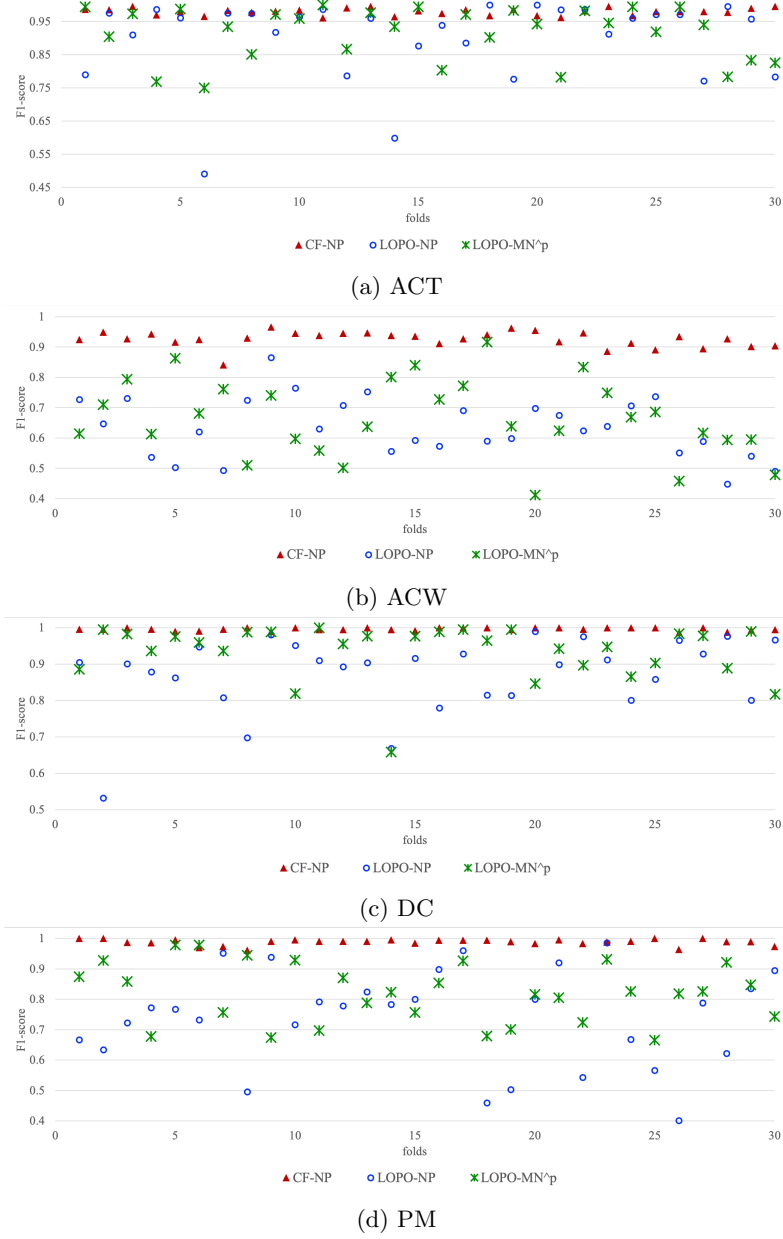 0.95
0.85
0.75
0.65
0.55
0.45
F1-score
0 5 10 15 20 25 30
folds
CF-NP LOPO-NP LOPO-MN^p
(a) ACT
1
0.9
0.8
0.7
0.6
0.5
0.4
F1-score
0 5 10 15 20 25 30
folds
CF-NP LOPO-NP LOPO-MN^p
(b) ACW
1
0.9
0.8
0.7
0.6
0.5
F1-score
0 5 10 15 20 25 30
folds
CF-NP LOPO-NP LOPO-MN^p
(c) DC
1
0.9
0.8
0.7
0.6
0.5
0.4
F1-score
0 5 10 15 20 25 30
folds
CF-NP LOPO-NP LOPO-MN^p
(d) PM